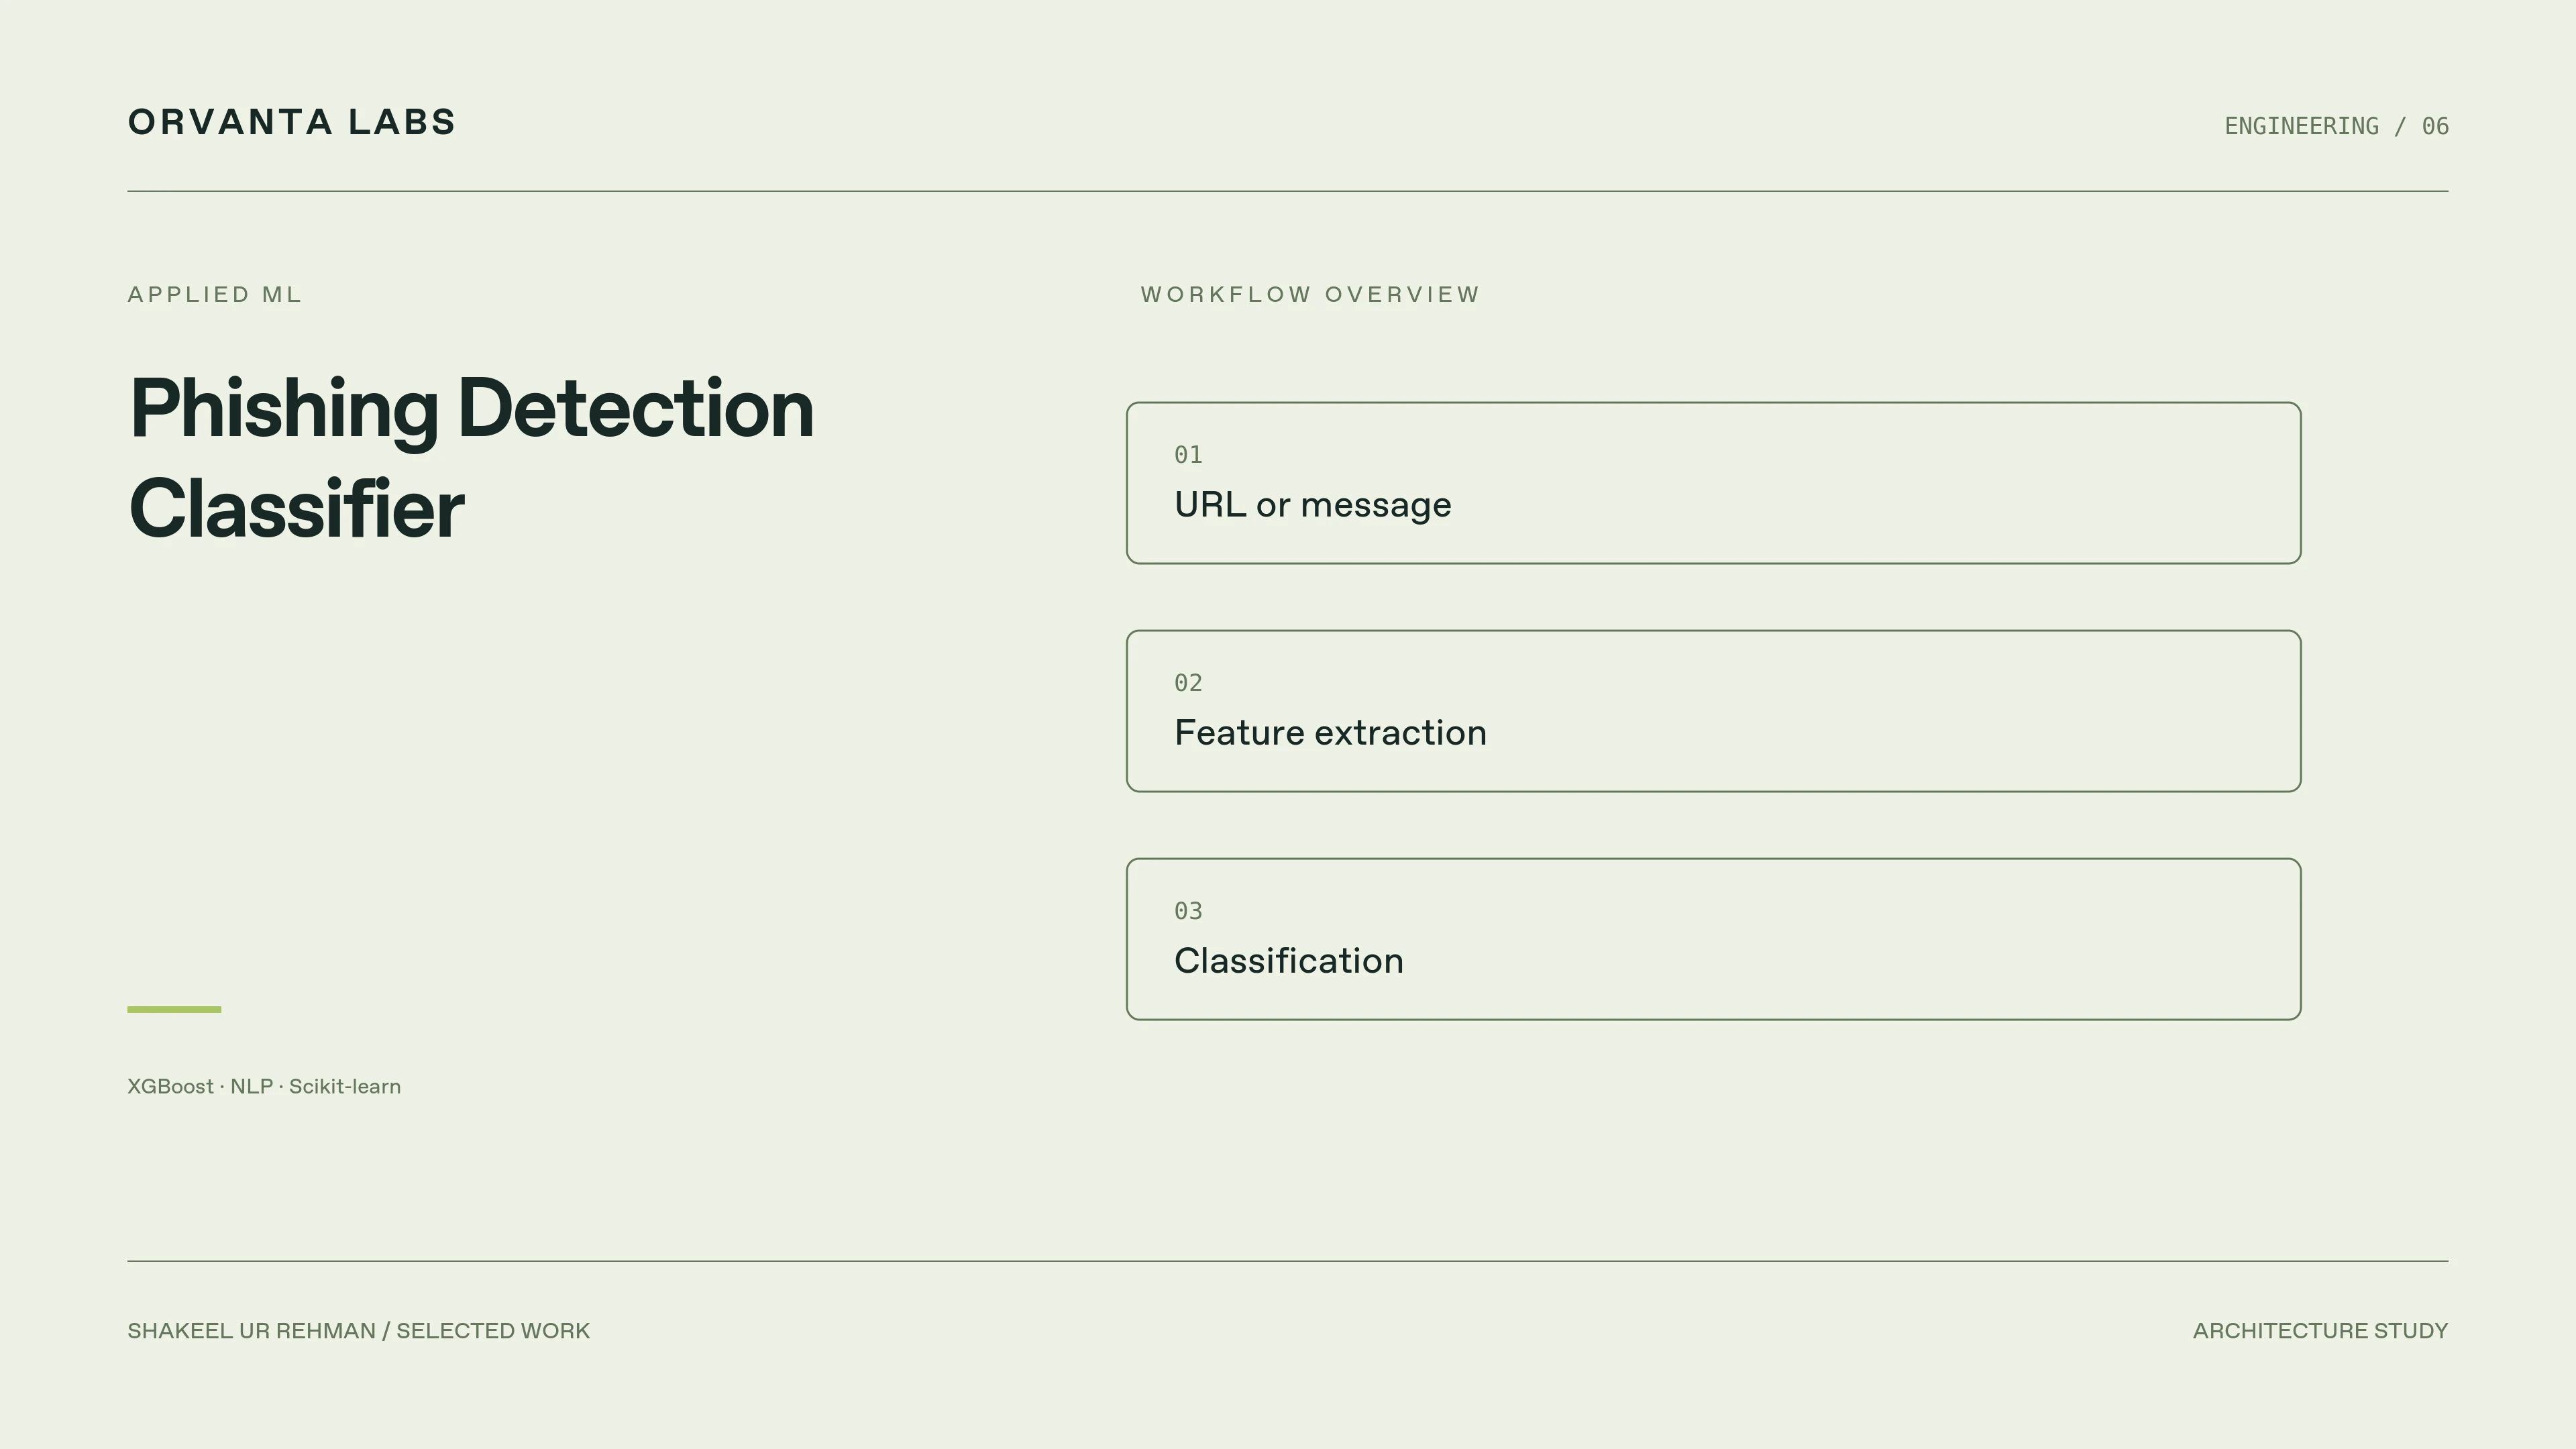 ORVANTA LABS
ENGINEERING / 06
APPLIED ML
Phishing Detection
Classifier
XGBoost · NLP · Scikit-learn
WORKFLOW OVERVIEW
01
URL or message
02
Feature extraction
03
Classification
SHAKEEL UR REHMAN / SELECTED WORK
ARCHITECTURE STUDY